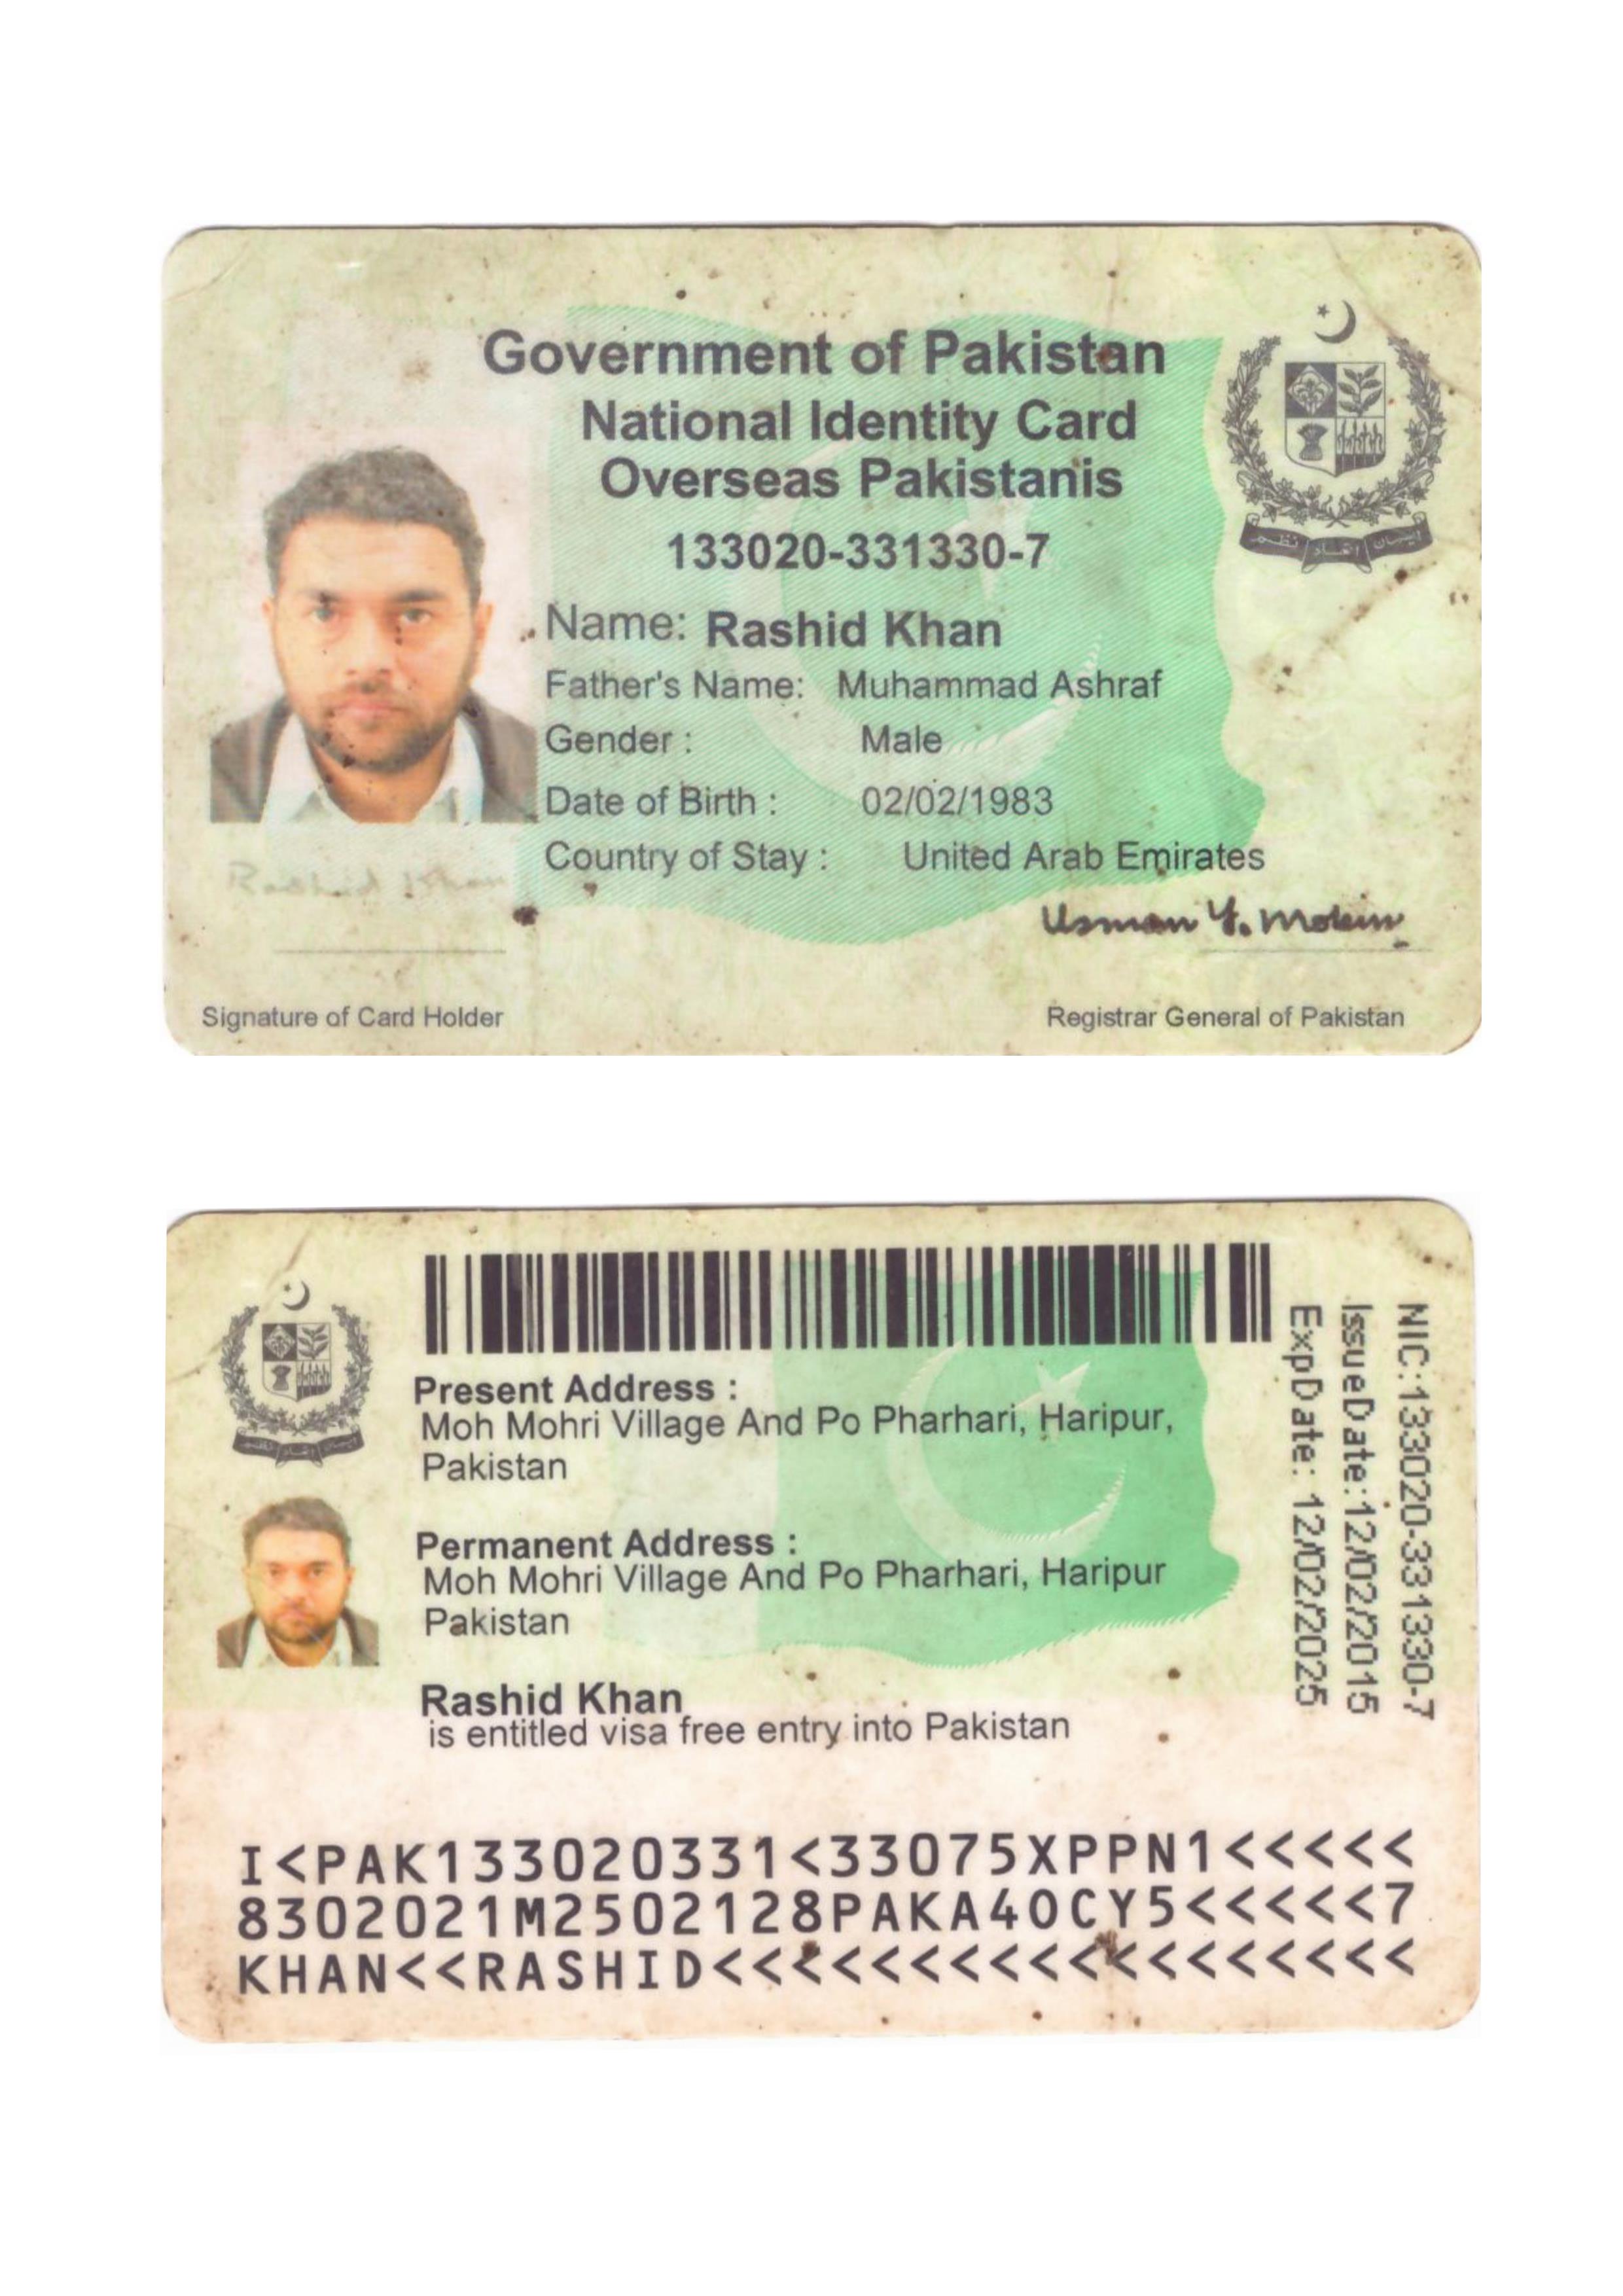 Government of Pakistan
National Identity Card
Overseas Pakistanis
133020-331330-7
Name: Rashid Khan
Father's Name: Muhammad Ashraf
Gender : Male
Date of Birth : 02/02/1983
Country of Stay : United Arab Emirates
Rashid Khan
Usman Y. Mobin
Signature of Card Holder
Registrar General of Pakistan
ایمان اتحاد نظم
Present Address :
Moh Mohri Village And Po Pharhari, Haripur,
Pakistan
Permanent Address :
Moh Mohri Village And Po Pharhari, Haripur
Pakistan
Rashid Khan
is entitled visa free entry into Pakistan
NIC:133020-331330-7
IssueDate:12/02/2015
ExpDate: 12/02/2025
I<PAK133020331<33075XPPN1<<<<<
8302021M2502128PAKA40CY5<<<<<7
KHAN<<RASHID<<<<<<<<<<<<<<<<<<